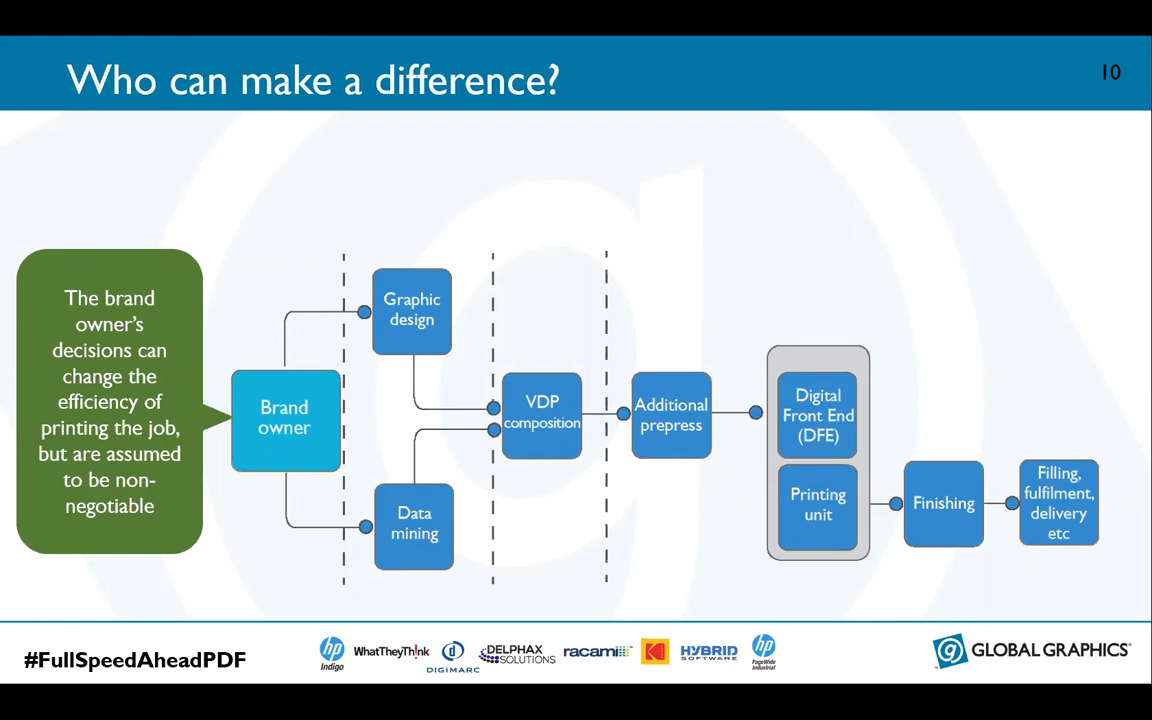 Who can make a difference?
10
The brand
owner's
decisions can
change the
efficiency of
printing the job,
but are assumed
to be non-
negotiable
Brand
owner
Graphic
design
Data
mining
VDP
composition
Additional
prepress
Digital
Front End
(DFE)
Printing
unit
Finishing
Filling,
fulfilment,
delivery
etc
#FullSpeedAheadPDF
hp
Indigo
WhatTheyThink
DIGIMARC
DELPHAX
SOLUTIONS
racami
Kodak
HYBRID
SOFTWARE
hp
PageWide
Industrial
g
GLOBAL GRAPHICS